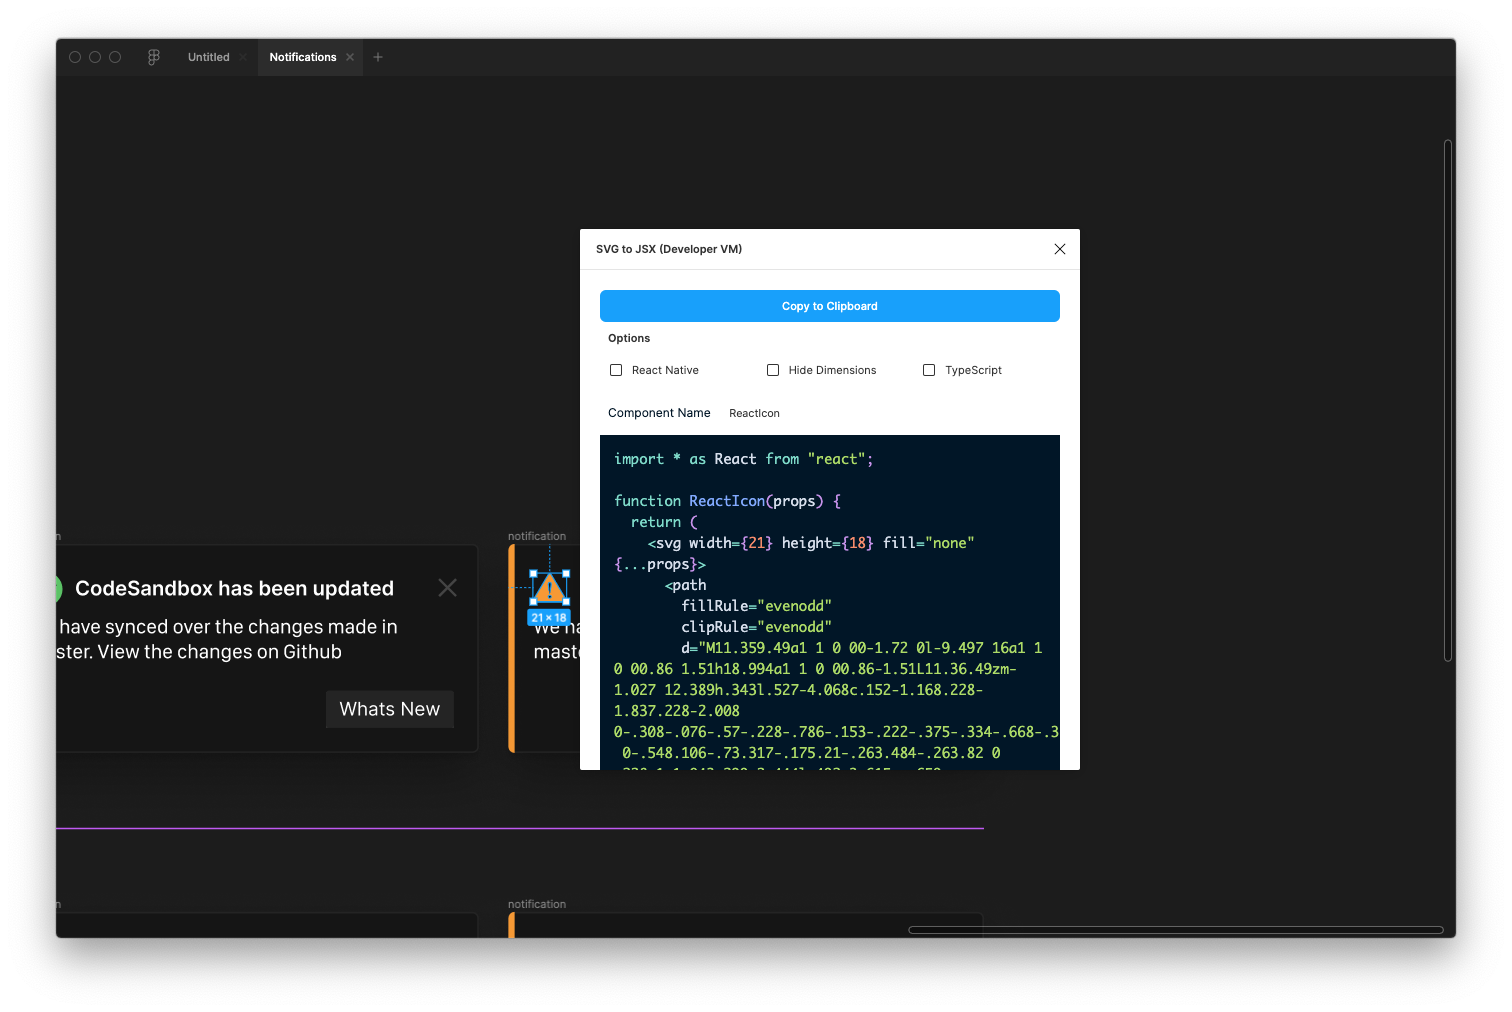 Untitled
Notifications
SVG to JSX (Developer VM)
Copy to Clipboard
Options
React Native
Hide Dimensions
TypeScript
Component Name
ReactIcon
import * as React from "react";
function ReactIcon(props) {
return (
<svg width={21} height={18} fill="none"
{...props}>
<path
fillRule="evenodd"
clipRule="evenodd"
d="M11.359.49a1 1 0 00-1.72 0l-9.497 16a1 1
0 00.86 1.51h18.994a1 1 0 00.86-1.51L11.36.49zm-
1.027 12.389h.343l.527-4.068c.152-1.168.228-
1.837.228-2.008
0-.308-.076-.57-.228-.786-.153-.222-.375-.334-.668-.3
0-.548.106-.73.317-.175.21-.263.484-.263.82 0
notification
CodeSandbox has been updated
have synced over the changes made in
ster. View the changes on Github
Whats New
21 × 18
We ha
maste
notification